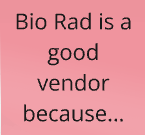 Bio Rad is a
good
vendor
because...